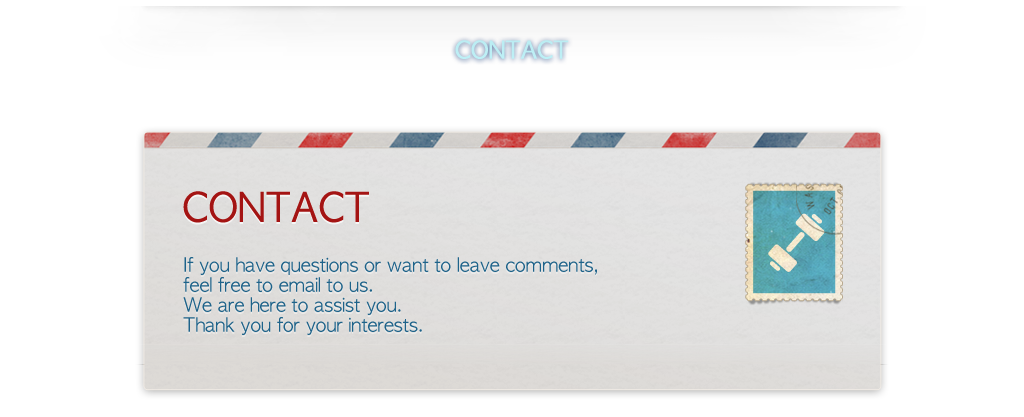 CONTACT
CONTACT
If you have questions or want to leave comments,
feel free to email to us.
We are here to assist you.
Thank you for your interests.